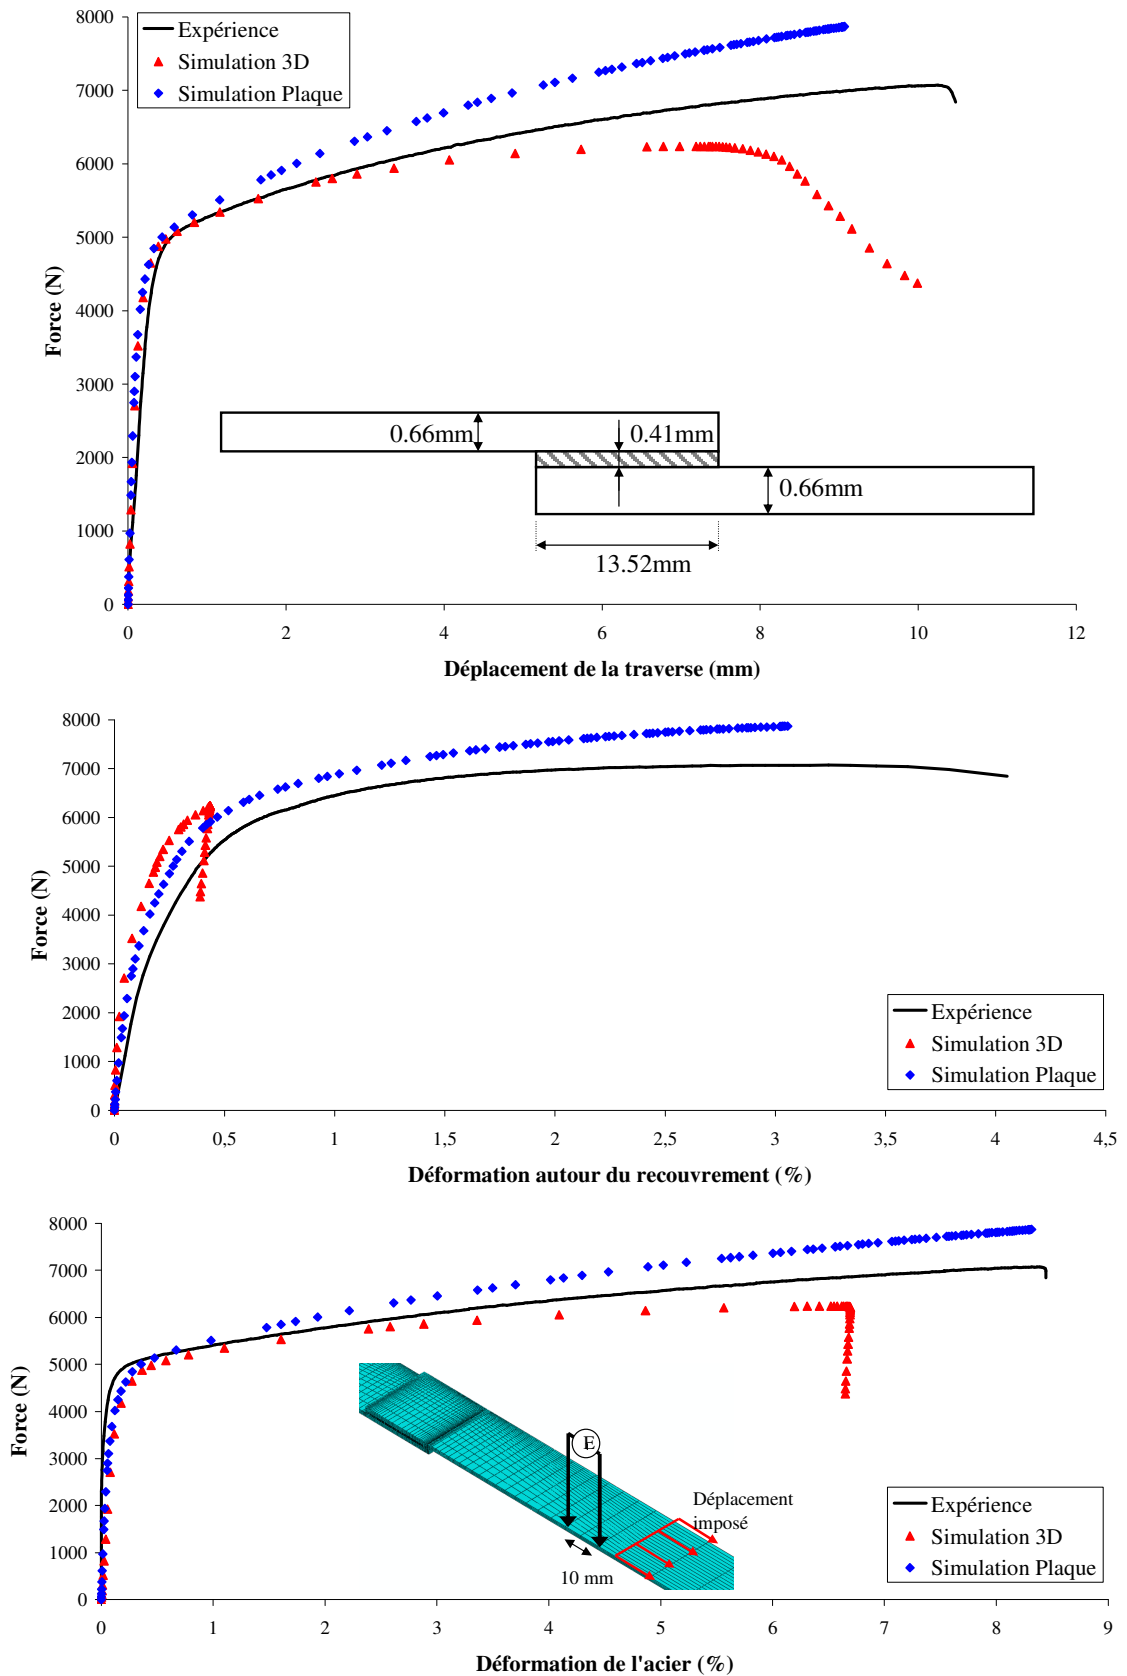 8000
7000
6000
5000
4000
3000
2000
1000
0
Force (N)
Expérience
Simulation 3D
Simulation Plaque
0.66mm
0.41mm
0.66mm
13.52mm
0 2 4 6 8 10 12
Déplacement de la traverse (mm)
8000
7000
6000
5000
4000
3000
2000
1000
0
Force (N)
Expérience
Simulation 3D
Simulation Plaque
0 0,5 1 1,5 2 2,5 3 3,5 4 4,5
Déformation autour du recouvrement (%)
8000
7000
6000
5000
4000
3000
2000
1000
0
Force (N)
E
Déplacement
imposé
10 mm
Expérience
Simulation 3D
Simulation Plaque
0 1 2 3 4 5 6 7 8 9
Déformation de l'acier (%)